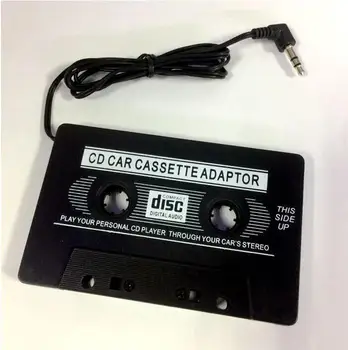 CD CAR CASSETTE ADAPTOR
COMPACT
disc
DIGITAL AUDIO
THIS
SIDE
UP
PLAY YOUR PERSONAL CD PLAYER THROUGH YOUR CAR'S STEREO